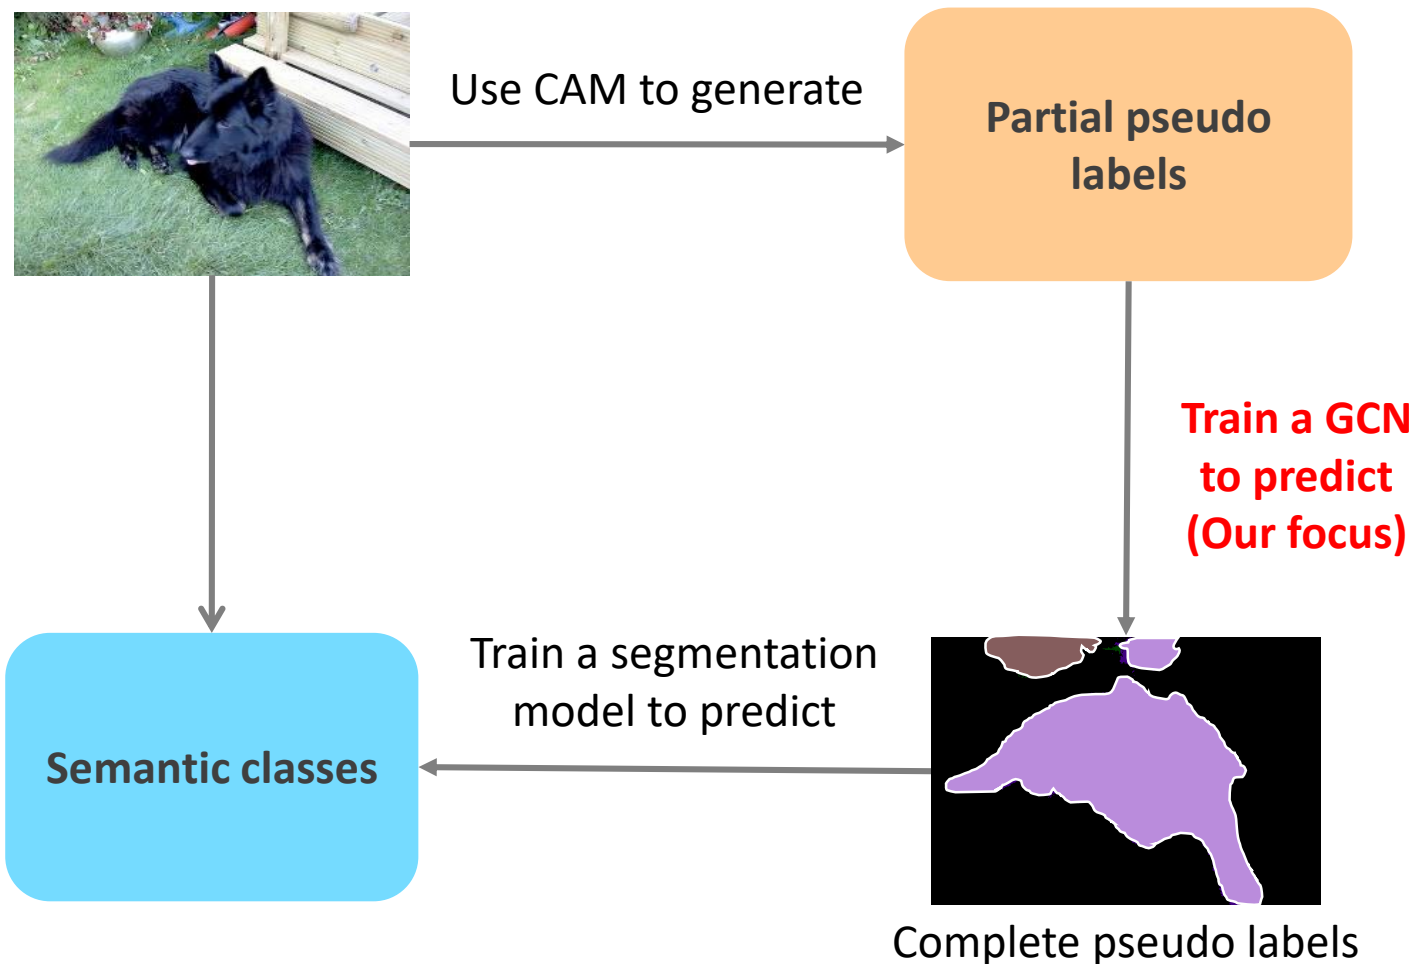 Use CAM to generate
Partial pseudo
labels
Train a GCN
to predict
(Our focus)
Train a segmentation
model to predict
Semantic classes
Complete pseudo labels